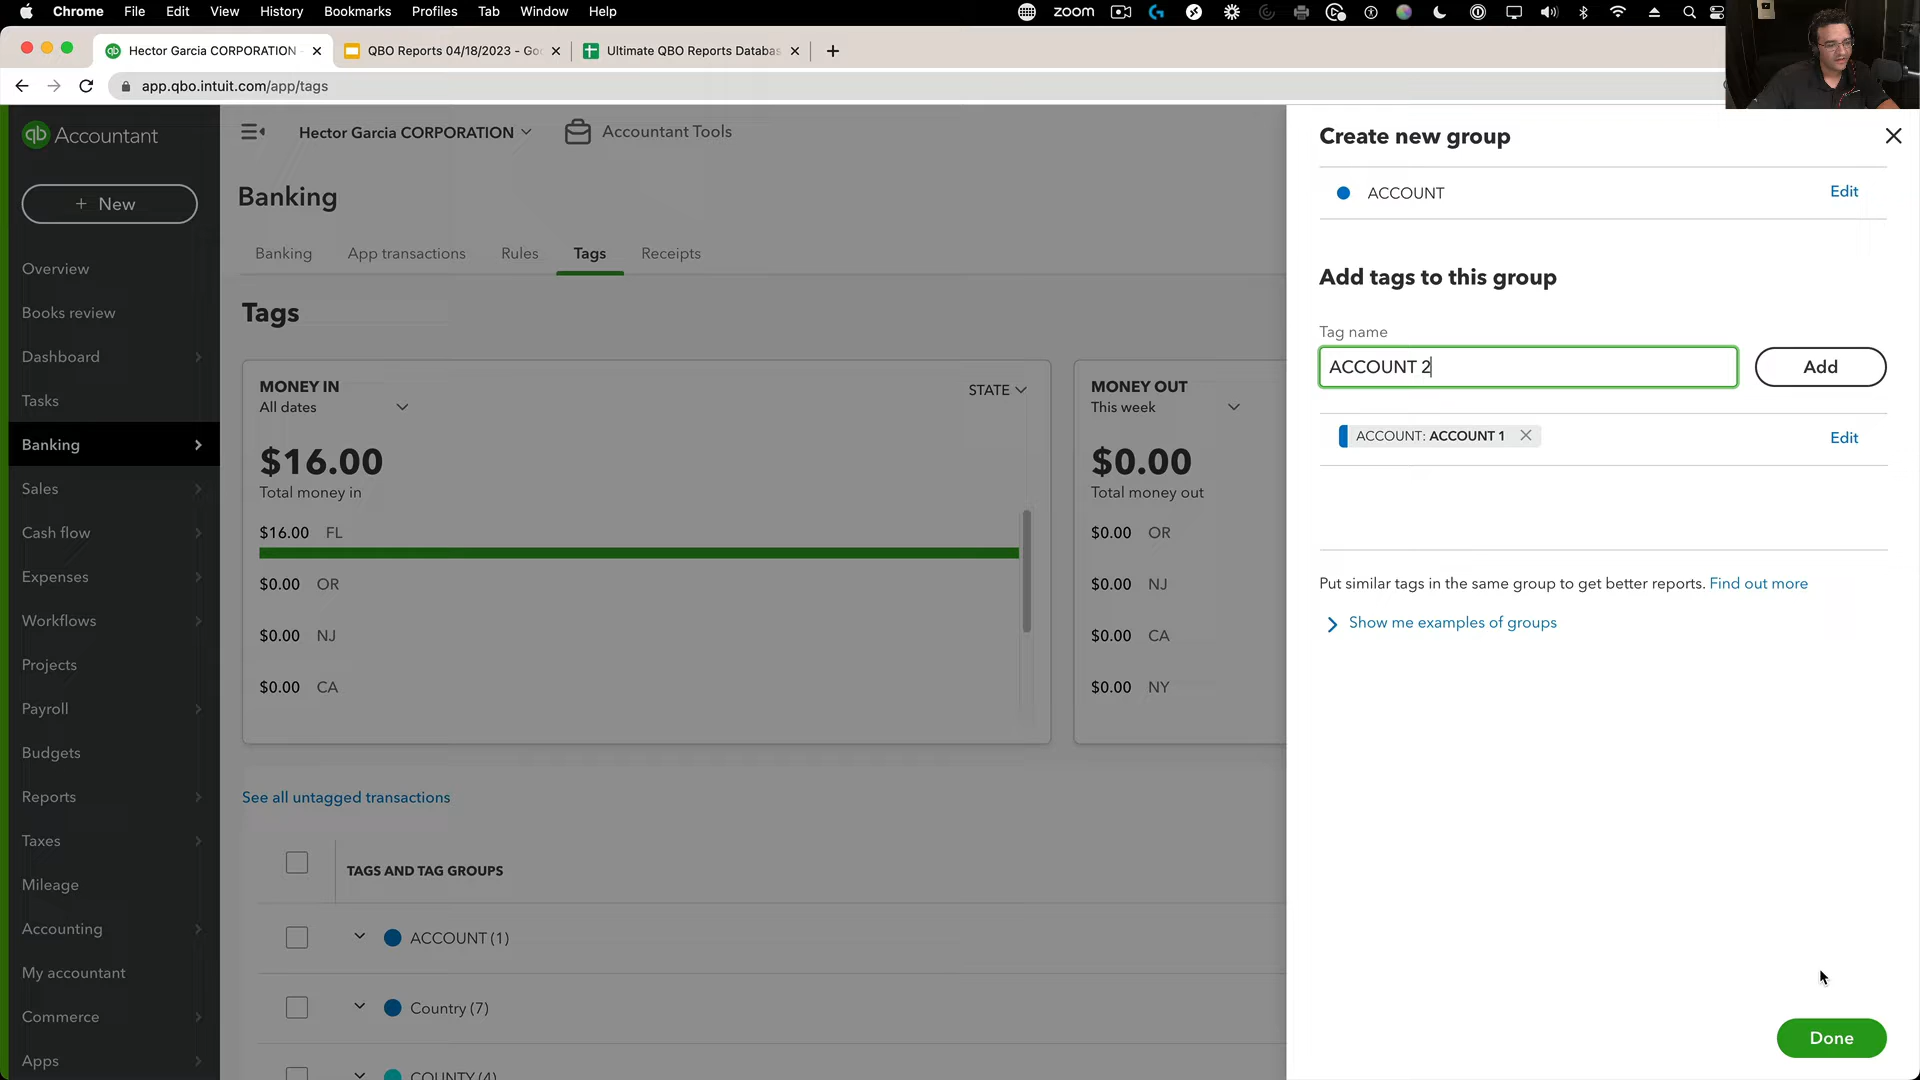 Chrome File Edit View History Bookmarks Profiles Tab Window Help
zoom
Hector Garcia CORPORATION
QBO Reports 04/18/2023 - Goo
Ultimate QBO Reports Databas
app.qbo.intuit.com/app/tags
qb Accountant
+ New
Overview
Books review
Dashboard
Tasks
Banking
Sales
Cash flow
Expenses
Workflows
Projects
Payroll
Budgets
Reports
Taxes
Mileage
Accounting
My accountant
Commerce
Apps
Hector Garcia CORPORATION
Accountant Tools
Banking
Banking App transactions Rules Tags Receipts
Tags
MONEY IN
All dates
STATE
$16.00
Total money in
$16.00 FL
$0.00 OR
$0.00 NJ
$0.00 CA
MONEY OUT
This week
$0.00
Total money out
$0.00 OR
$0.00 NJ
$0.00 CA
$0.00 NY
See all untagged transactions
TAGS AND TAG GROUPS
ACCOUNT (1)
Country (7)
COUNTY (4)
Create new group
ACCOUNT Edit
Add tags to this group
Tag name
ACCOUNT 2
Add
ACCOUNT: ACCOUNT 1
Edit
Put similar tags in the same group to get better reports. Find out more
Show me examples of groups
Done